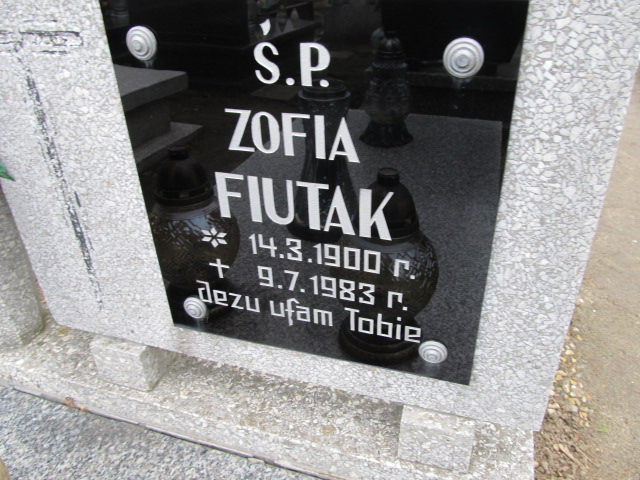 Ś.P.
ZOFIA
FIUTAK
* 14.3.1900 r.
+ 9.7.1983 r.
Jezu ufam Tobie